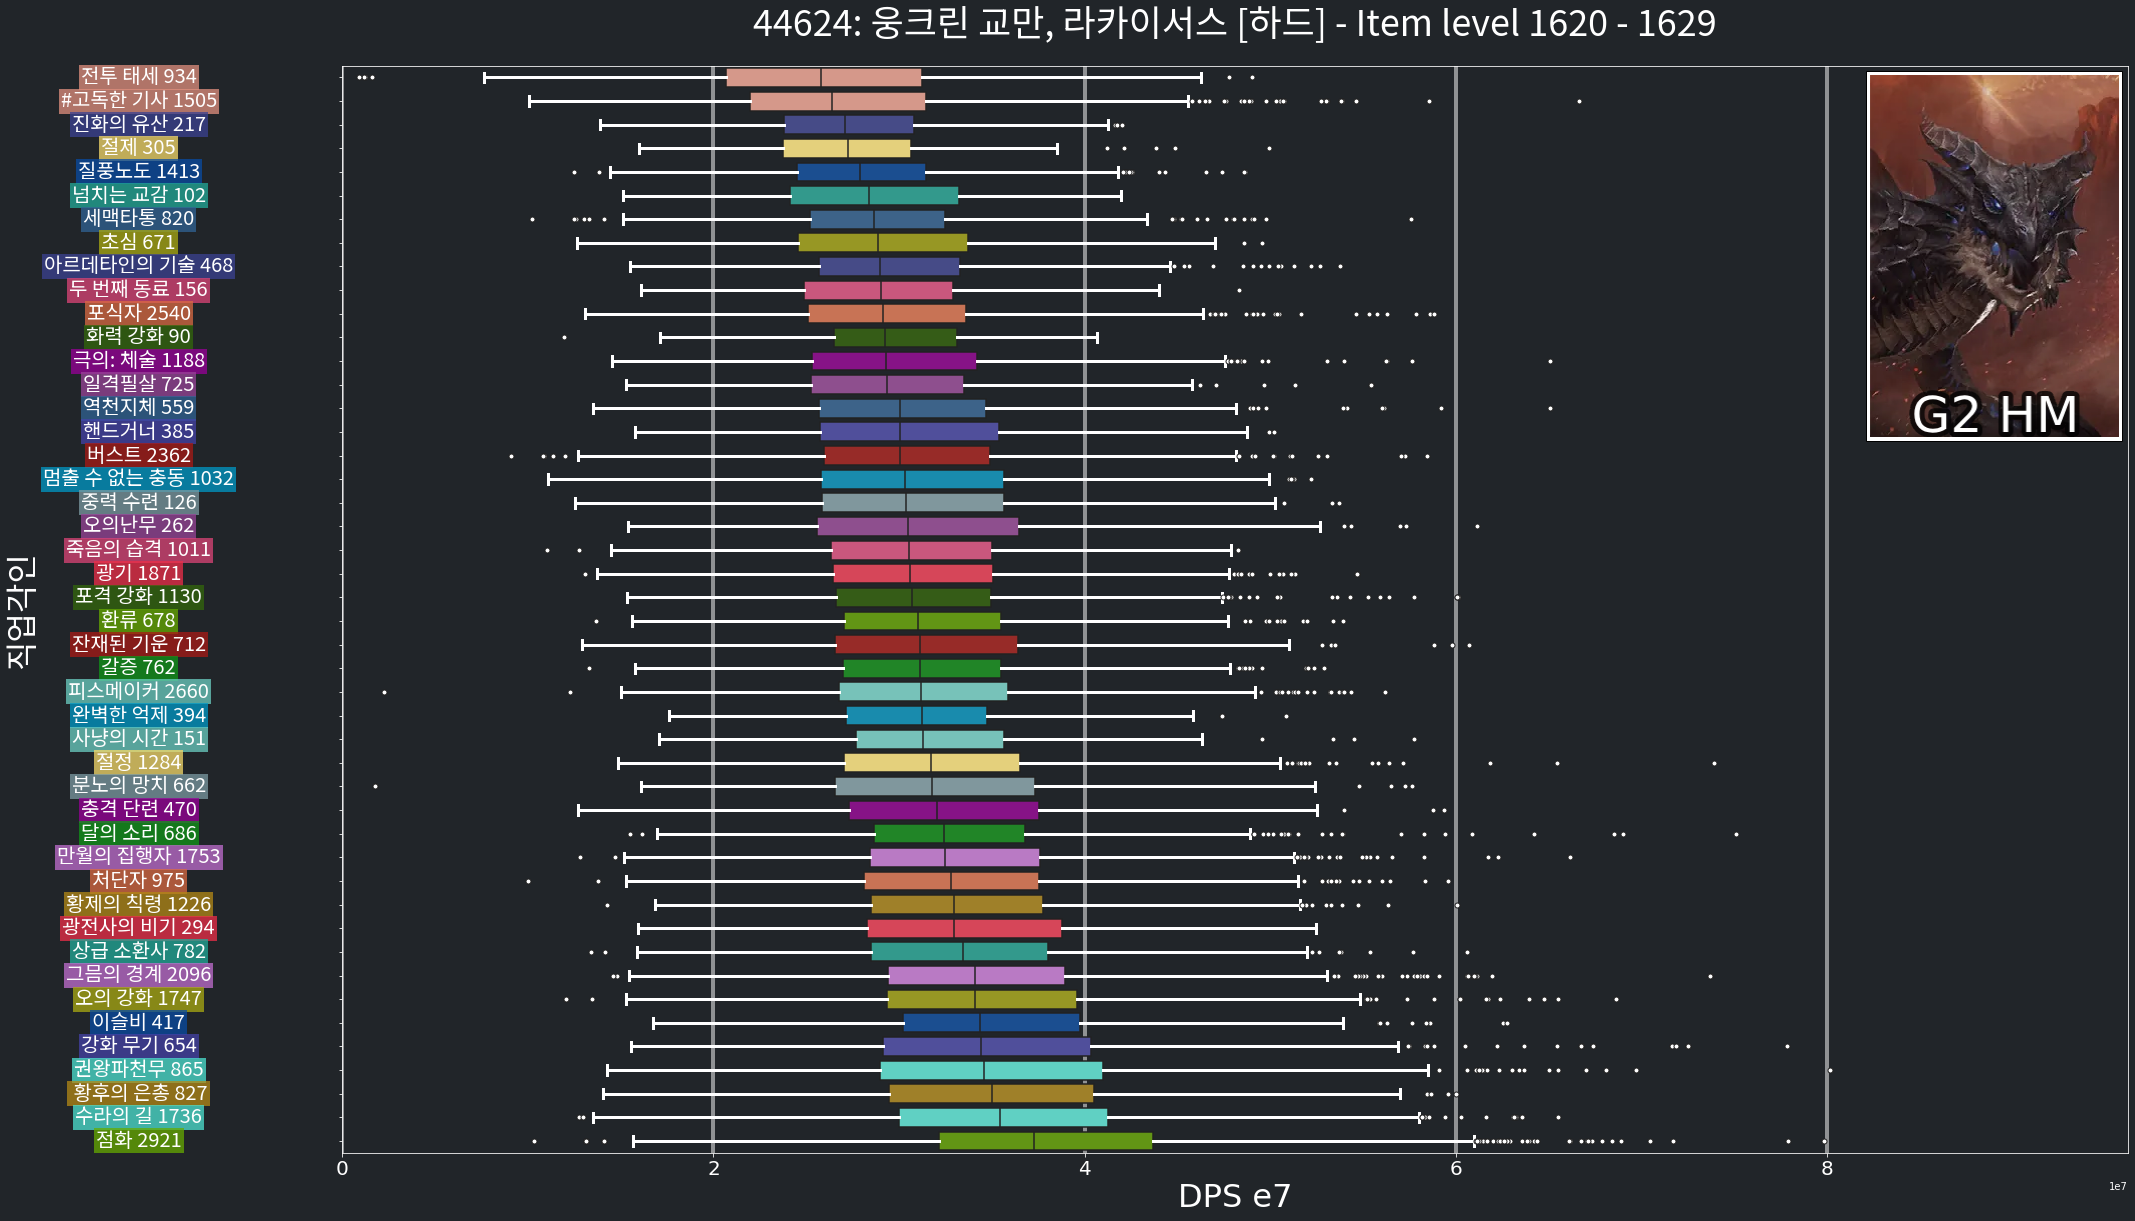 44624: 웅크린 교만, 라카이서스 [하드] - Item level 1620 - 1629
직업각인
전투 태세 934
#고독한 기사 1505
진화의 유산 217
절제 305
질풍노도 1413
넘치는 교감 102
세맥타통 820
초심 671
아르데타인의 기술 468
두 번째 동료 156
포식자 2540
화력 강화 90
극의: 체술 1188
일격필살 725
역천지체 559
핸드거너 385
버스트 2362
멈출 수 없는 충동 1032
중력 수련 126
오의난무 262
죽음의 습격 1011
광기 1871
포격 강화 1130
환류 678
잔재된 기운 712
갈증 762
피스메이커 2660
완벽한 억제 394
사냥의 시간 151
절정 1284
분노의 망치 662
충격 단련 470
달의 소리 686
만월의 집행자 1753
처단자 975
황제의 칙령 1226
광전사의 비기 294
상급 소환사 782
그믐의 경계 2096
오의 강화 1747
이슬비 417
강화 무기 654
권왕파천무 865
황후의 은총 827
수라의 길 1736
점화 2921
G2 HM
0 2 4 6 8
DPS e7
1e7